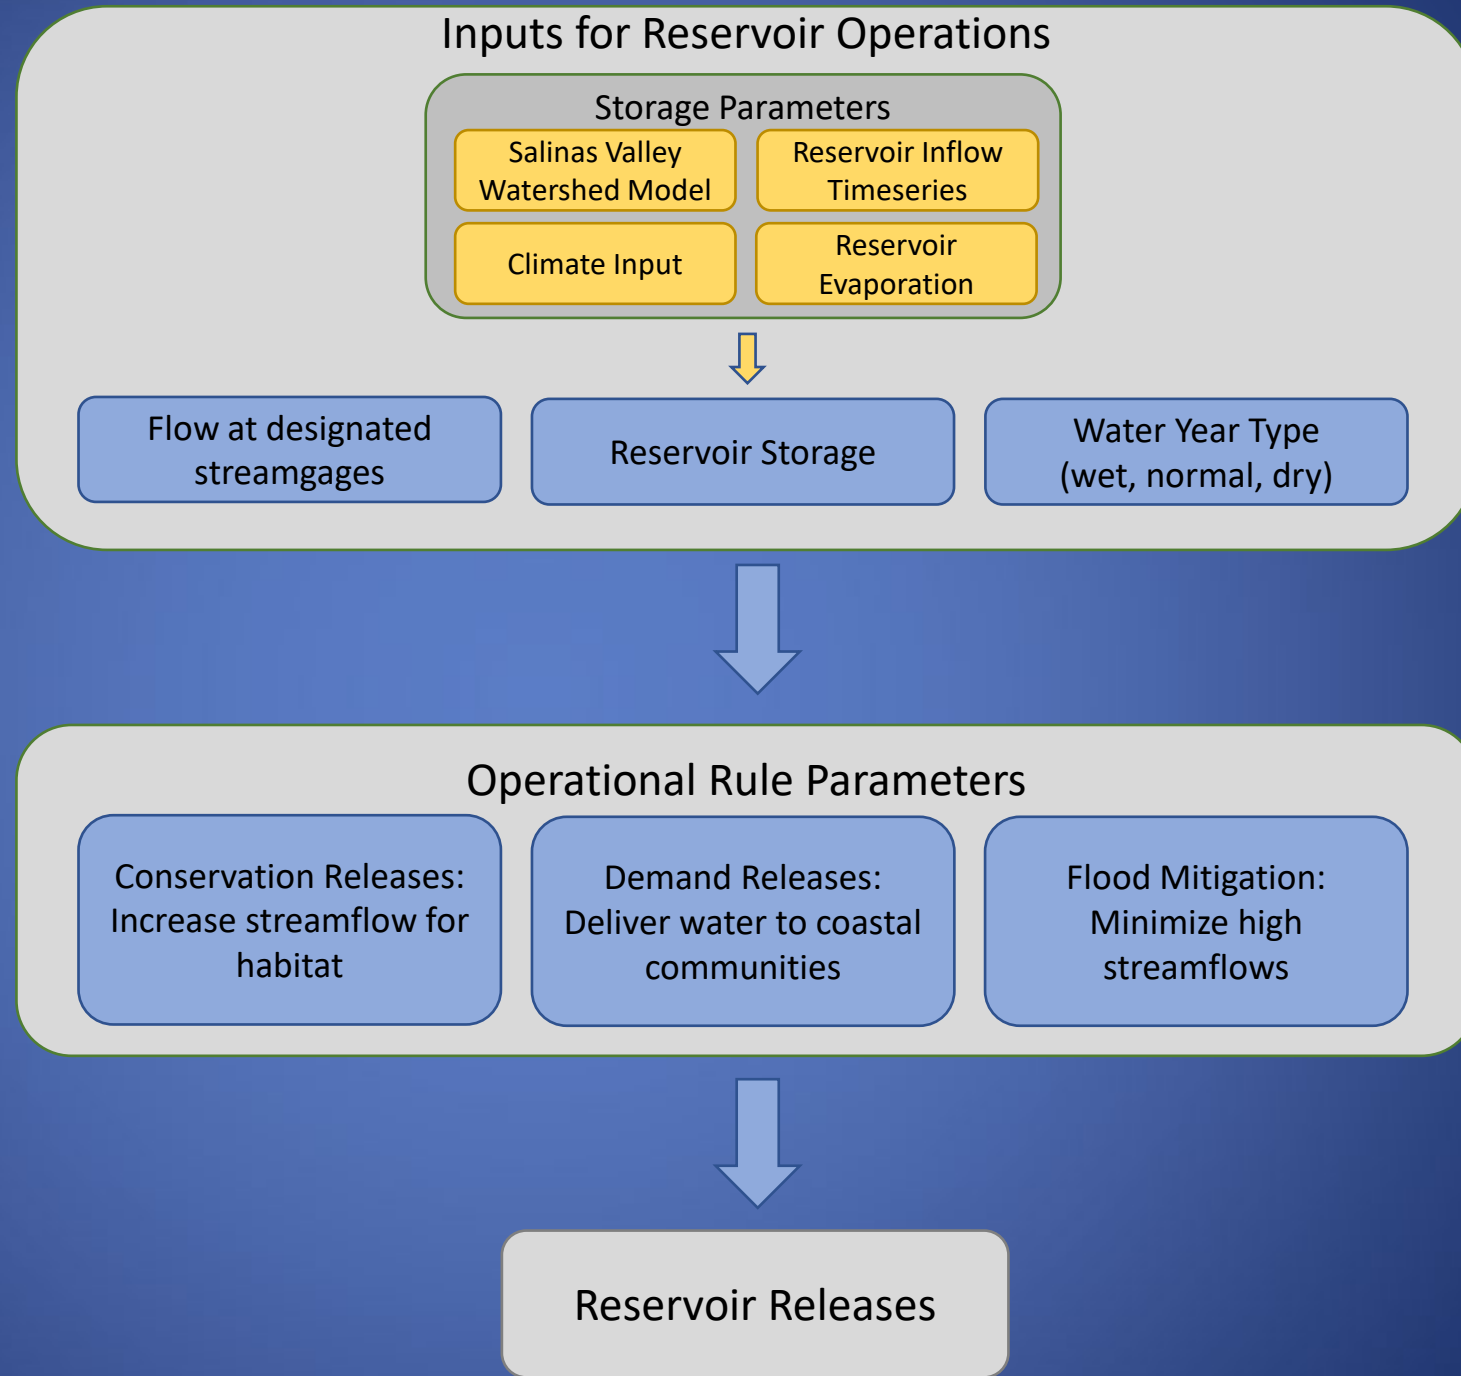 Inputs for Reservoir Operations
Storage Parameters
Salinas Valley
Watershed Model
Reservoir Inflow
Timeseries
Climate Input
Reservoir
Evaporation
Flow at designated
streamgages
Reservoir Storage
Water Year Type
(wet, normal, dry)
Operational Rule Parameters
Conservation Releases:
Increase streamflow for
habitat
Demand Releases:
Deliver water to coastal
communities
Flood Mitigation:
Minimize high
streamflows
Reservoir Releases